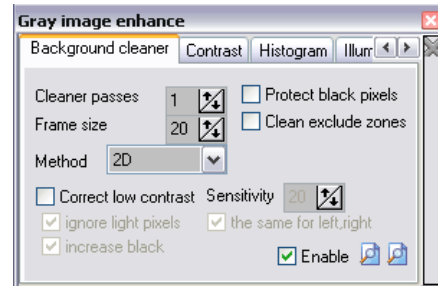 Gray image enhance
Background cleaner Contrast Histogram Illum
Cleaner passes 1 Protect black pixels
Frame size 20 Clean exclude zones
Method 2D
Correct low contrast Sensitivity 20
ignore light pixels the same for left,right
increase black
Enable